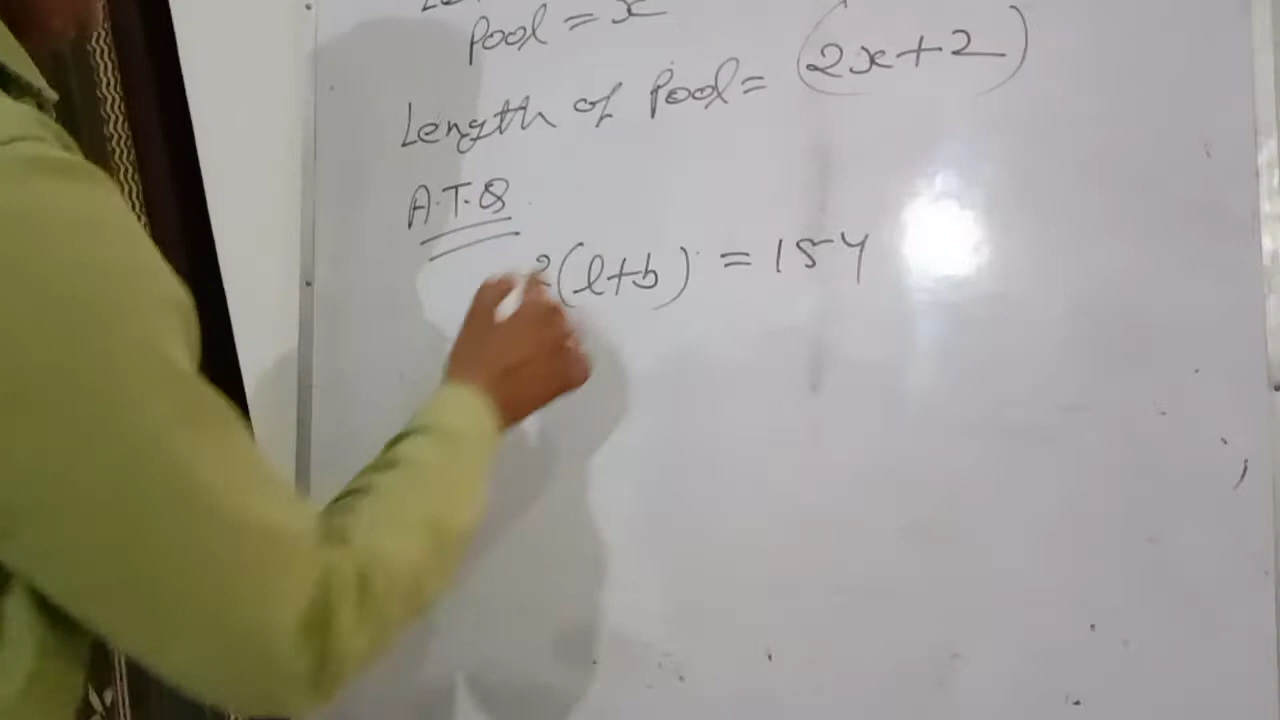 Pool = x
Length of Pool = (2x+2)
A.T.Q
2(l+b) = 154